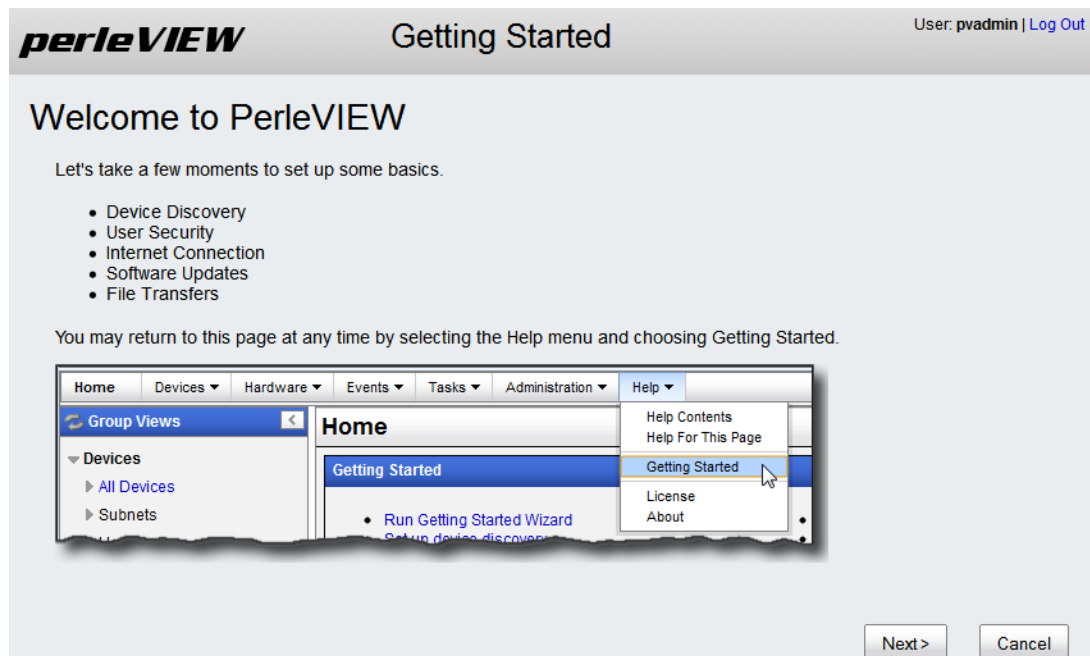 perleVIEW
Getting Started
User: pvadmin | Log Out
Welcome to PerleVIEW
Let's take a few moments to set up some basics.
• Device Discovery
• User Security
• Internet Connection
• Software Updates
• File Transfers
You may return to this page at any time by selecting the Help menu and choosing Getting Started.
Home Devices Hardware Events Tasks Administration Help
Group Views
Home
Help Contents
Help For This Page
Getting Started
License
About
Devices
All Devices
Subnets
Getting Started
• Run Getting Started Wizard
Set up device discovery
Next >
Cancel